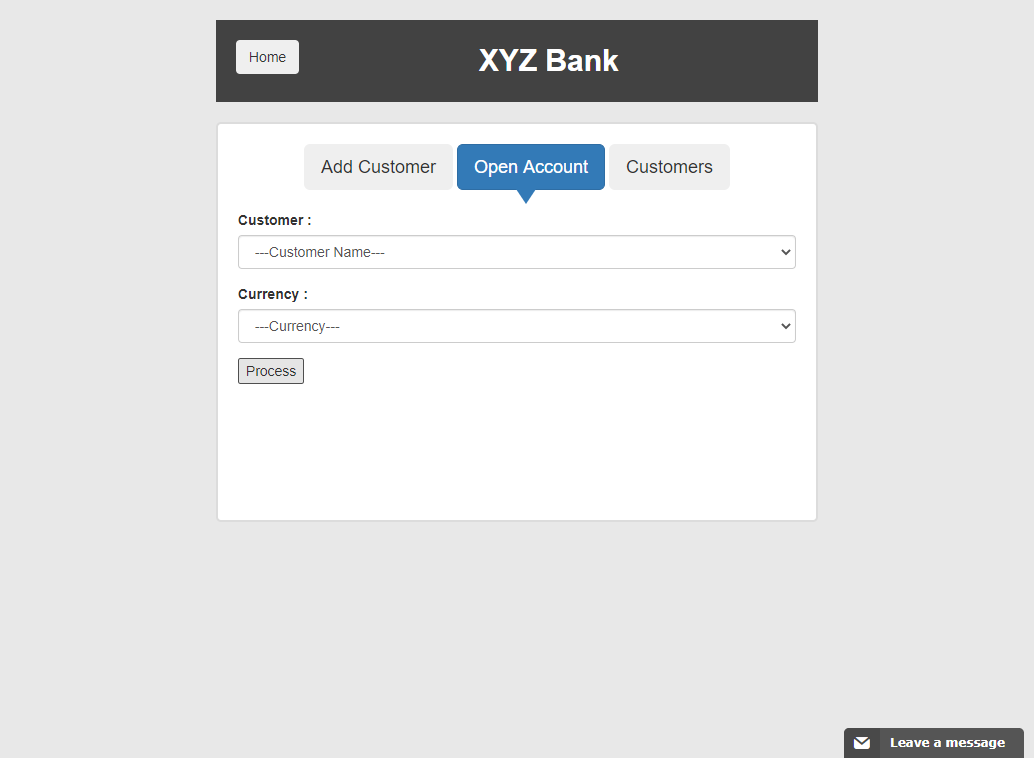 Home
XYZ Bank
Add Customer
Open Account
Customers
Customer :
---Customer Name---
Currency :
---Currency---
Process
Leave a message